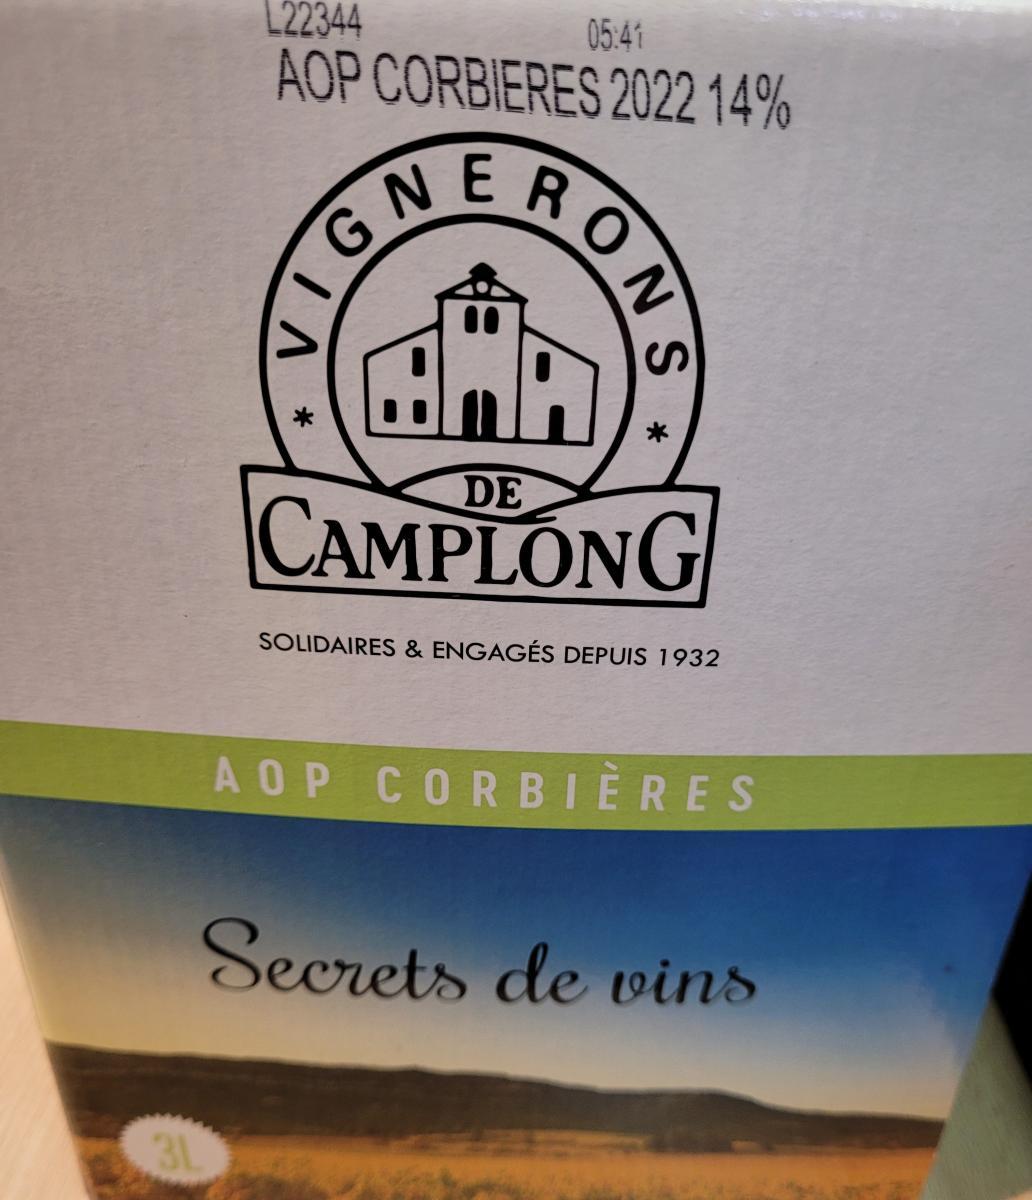 L22344 05:41
AOP CORBIERES 2022 14%
VIGNERONS
DE
CAMPLONG
SOLIDAIRES & ENGAGÉS DEPUIS 1932
AOP CORBIÈRES
Secrets de vins
3L